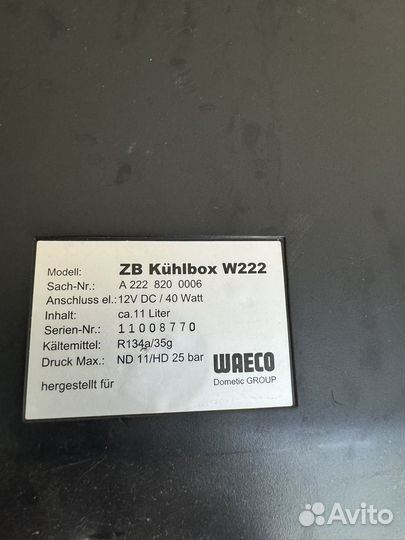 Modell: ZB Kühlbox W222
Sach-Nr.: A 222 820 0006
Anschluss el.: 12V DC / 40 Watt
Inhalt: ca.11 Liter
Serien-Nr.: 11008770
Kältemittel: R134a/35g
Druck Max.: ND 11/HD 25 bar
hergestellt für
WAECO
Dometic GROUP
Avito